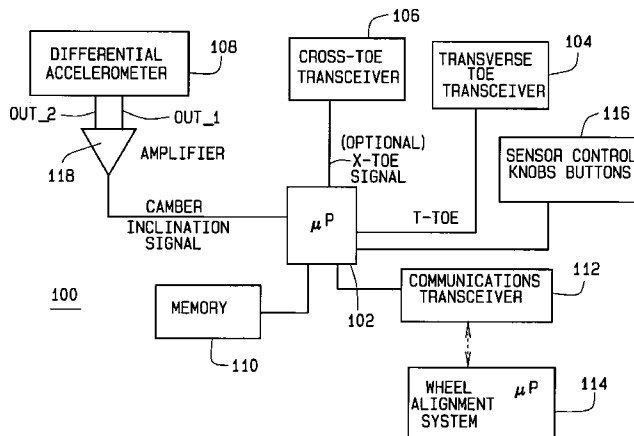 DIFFERENTIAL
ACCELEROMETER
108
OUT_2
OUT_1
118
AMPLIFIER
CAMBER
INCLINATION
SIGNAL
106
CROSS-TOE
TRANSCEIVER
(OPTIONAL)
X-TOE
SIGNAL
TRANSVERSE
TOE
TRANSCEIVER
104
116
SENSOR CONTROL
KNOBS BUTTONS
T-TOE
μP
102
100
MEMORY
110
COMMUNICATIONS
TRANSCEIVER
112
WHEEL μP
ALIGNMENT
SYSTEM
114